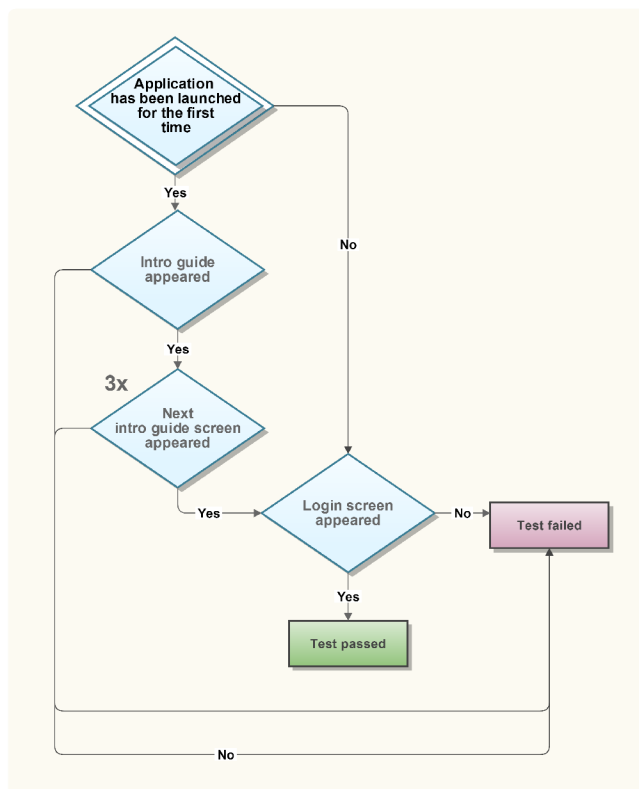 Application
has been launched
for the first
time
Yes
No
Intro guide
appeared
Yes
3x
Next
intro guide screen
appeared
Yes
Login screen
appeared
No
Test failed
Yes
Test passed
No